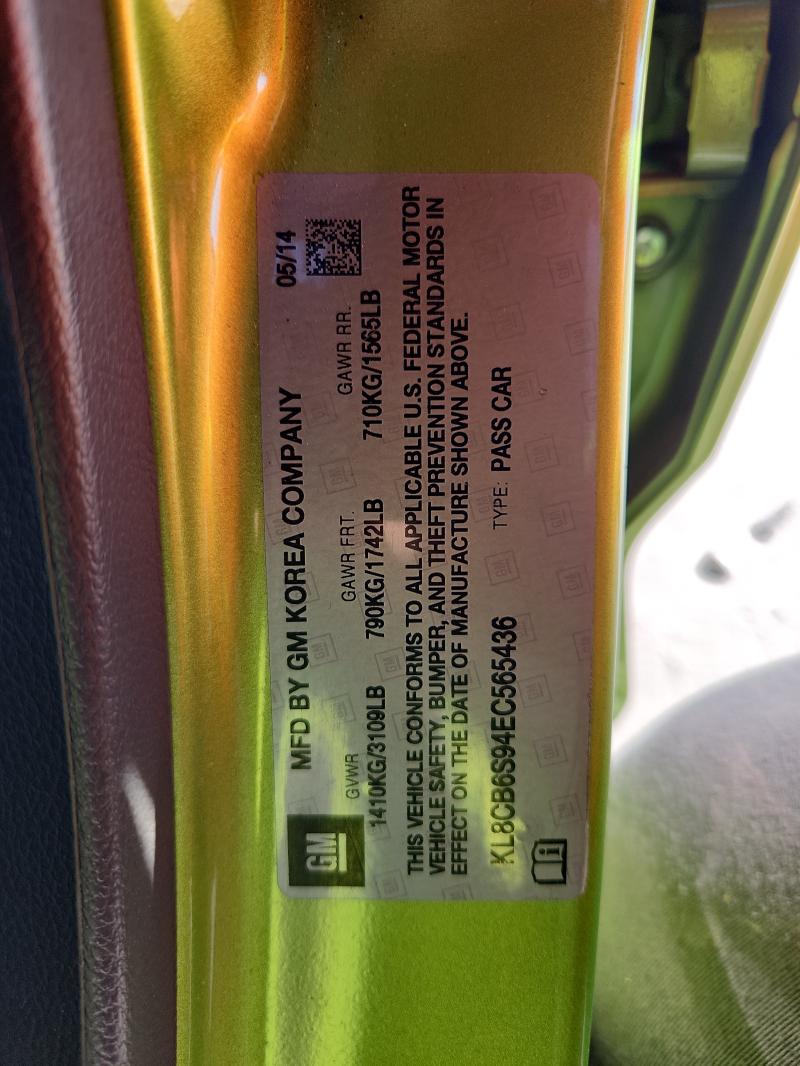 GM
MFD BY GM KOREA COMPANY
05/14
GVWR
GAWR FRT.
GAWR RR.
1410KG/3109LB
790KG/1742LB
710KG/1565LB
THIS VEHICLE CONFORMS TO ALL APPLICABLE U.S. FEDERAL MOTOR
VEHICLE SAFETY, BUMPER, AND THEFT PREVENTION STANDARDS IN
EFFECT ON THE DATE OF MANUFACTURE SHOWN ABOVE.
KL8CB6S94EC565436
TYPE: PASS CAR